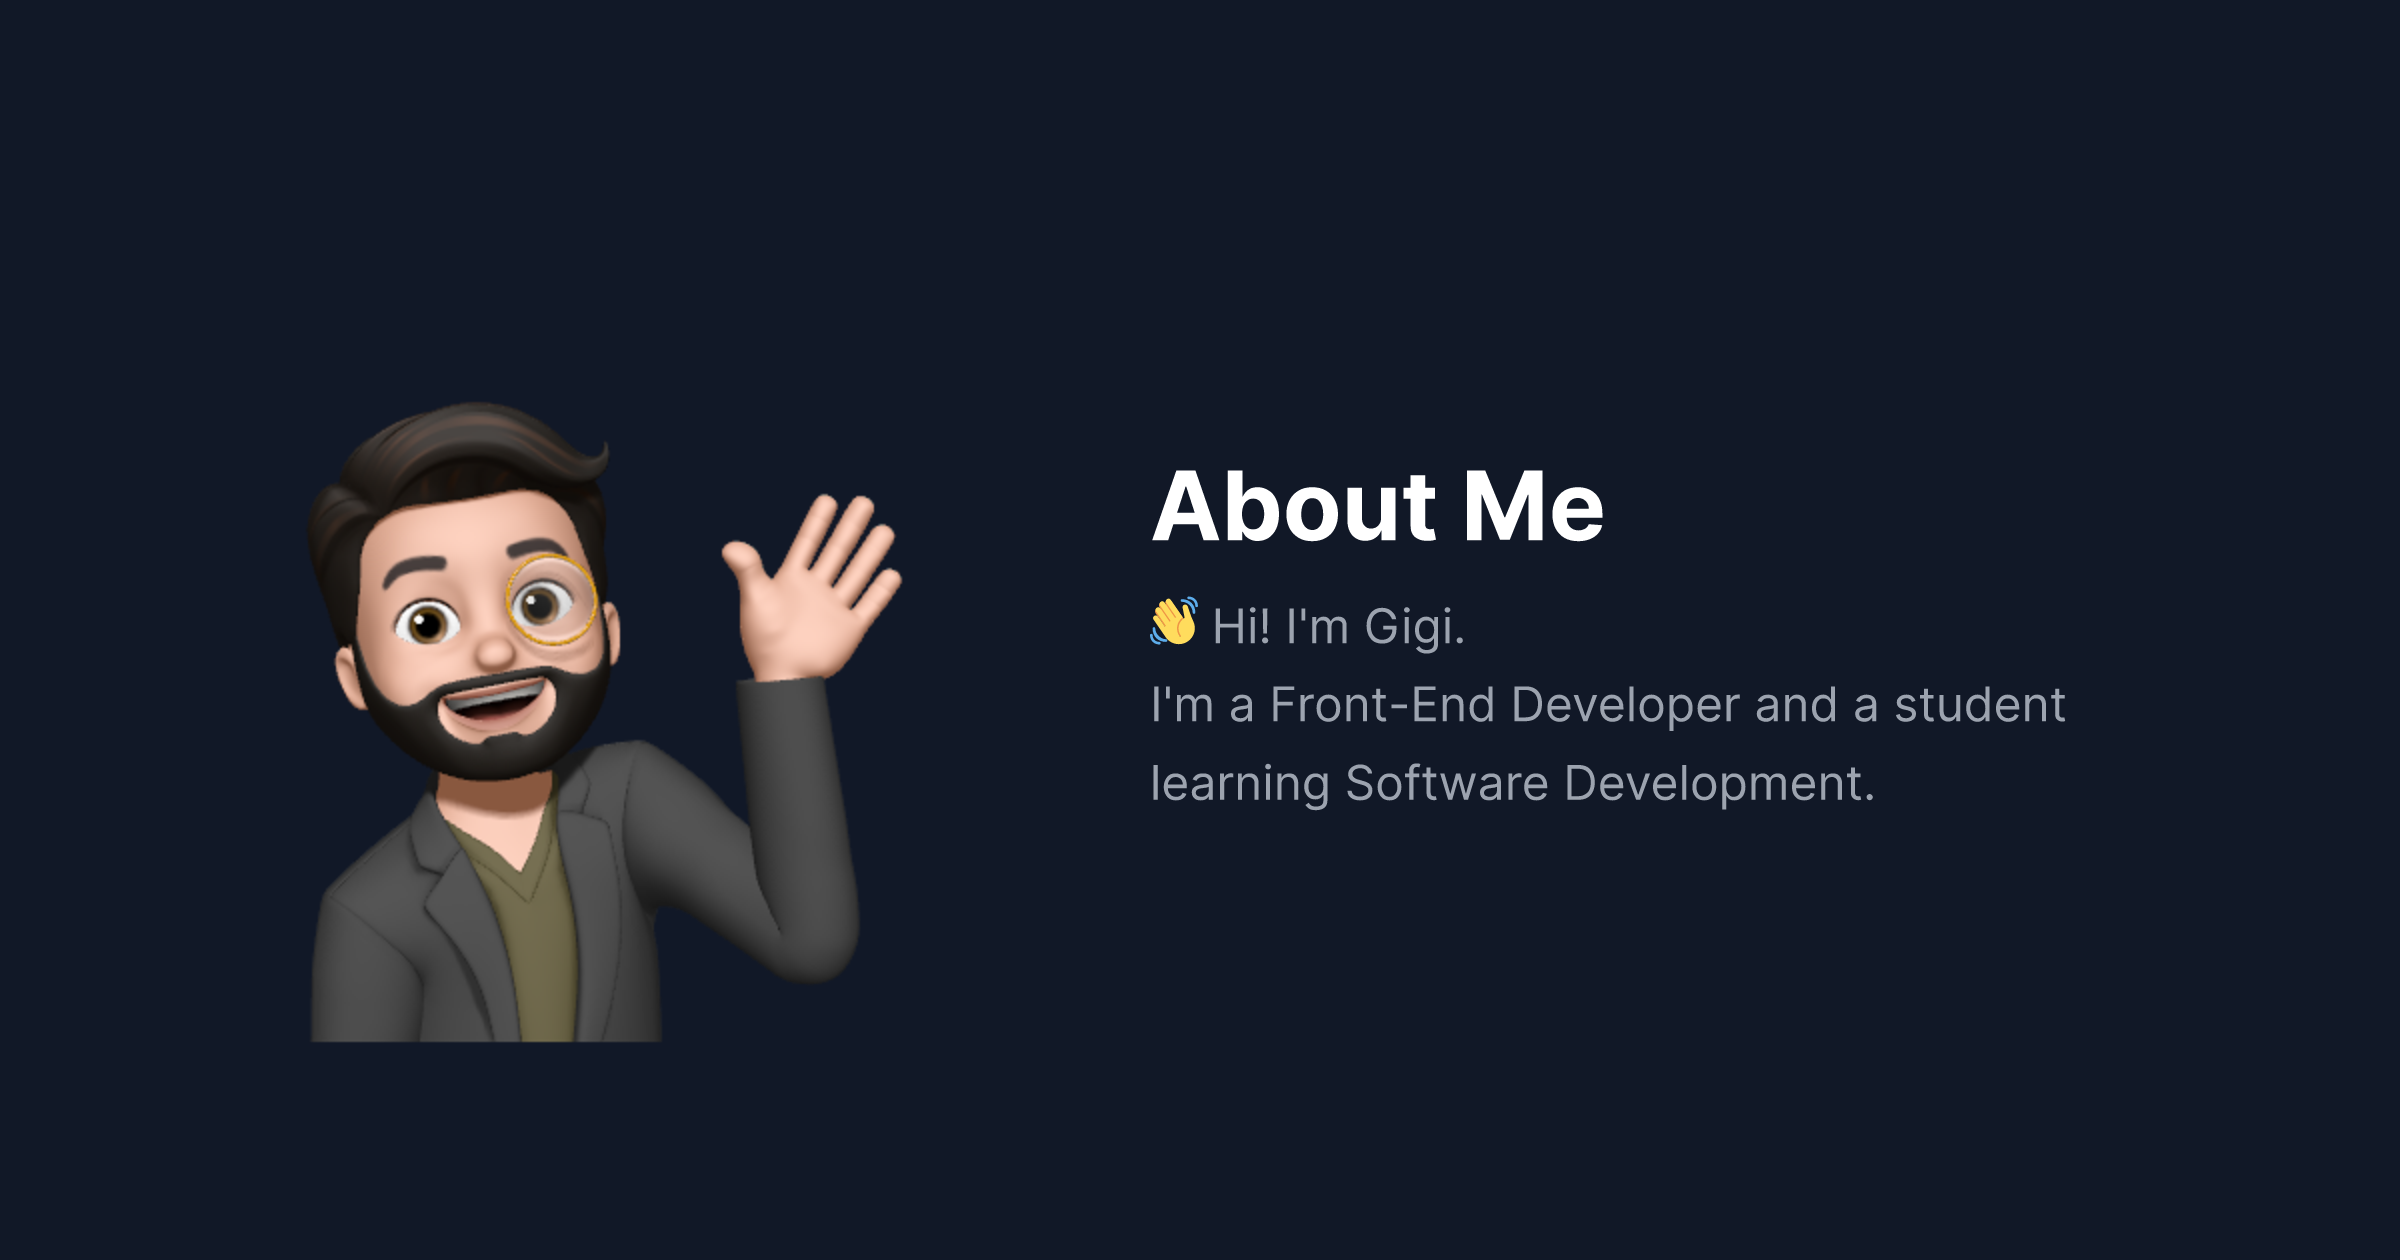 About Me
👋 Hi! I'm Gigi.
I'm a Front-End Developer and a student
learning Software Development.